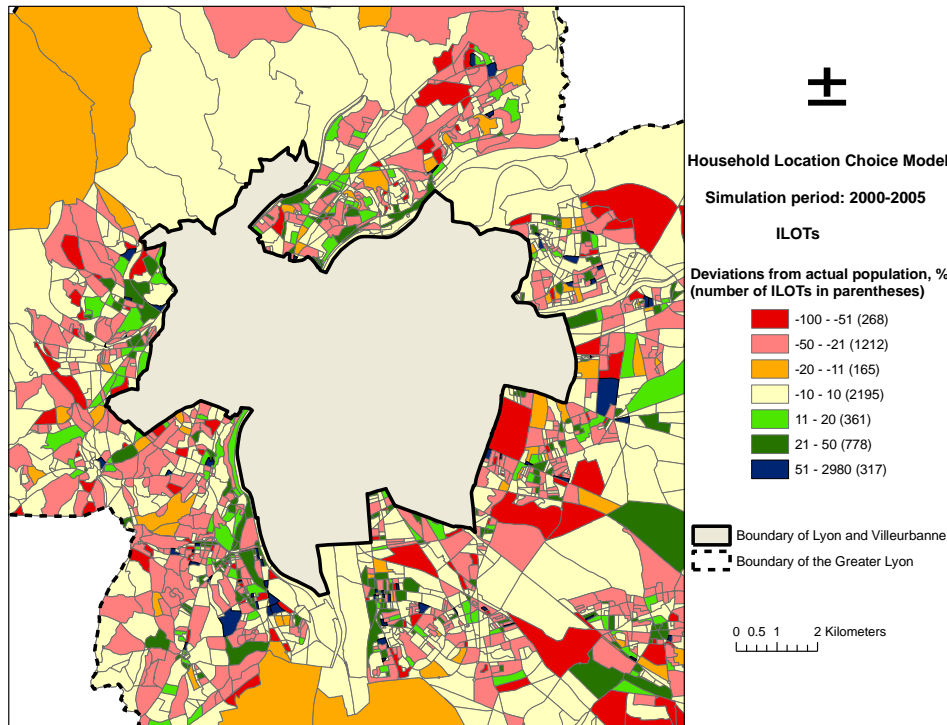 Household Location Choice Model
Simulation period: 2000-2005
ILOTs
Deviations from actual population, %
(number of ILOTs in parentheses)
-100 - -51 (268)
-50 - -21 (1212)
-20 - -11 (165)
-10 - 10 (2195)
11 - 20 (361)
21 - 50 (778)
51 - 2980 (317)
Boundary of Lyon and Villeurbanne
Boundary of the Greater Lyon
0 0.5 1 2 Kilometers